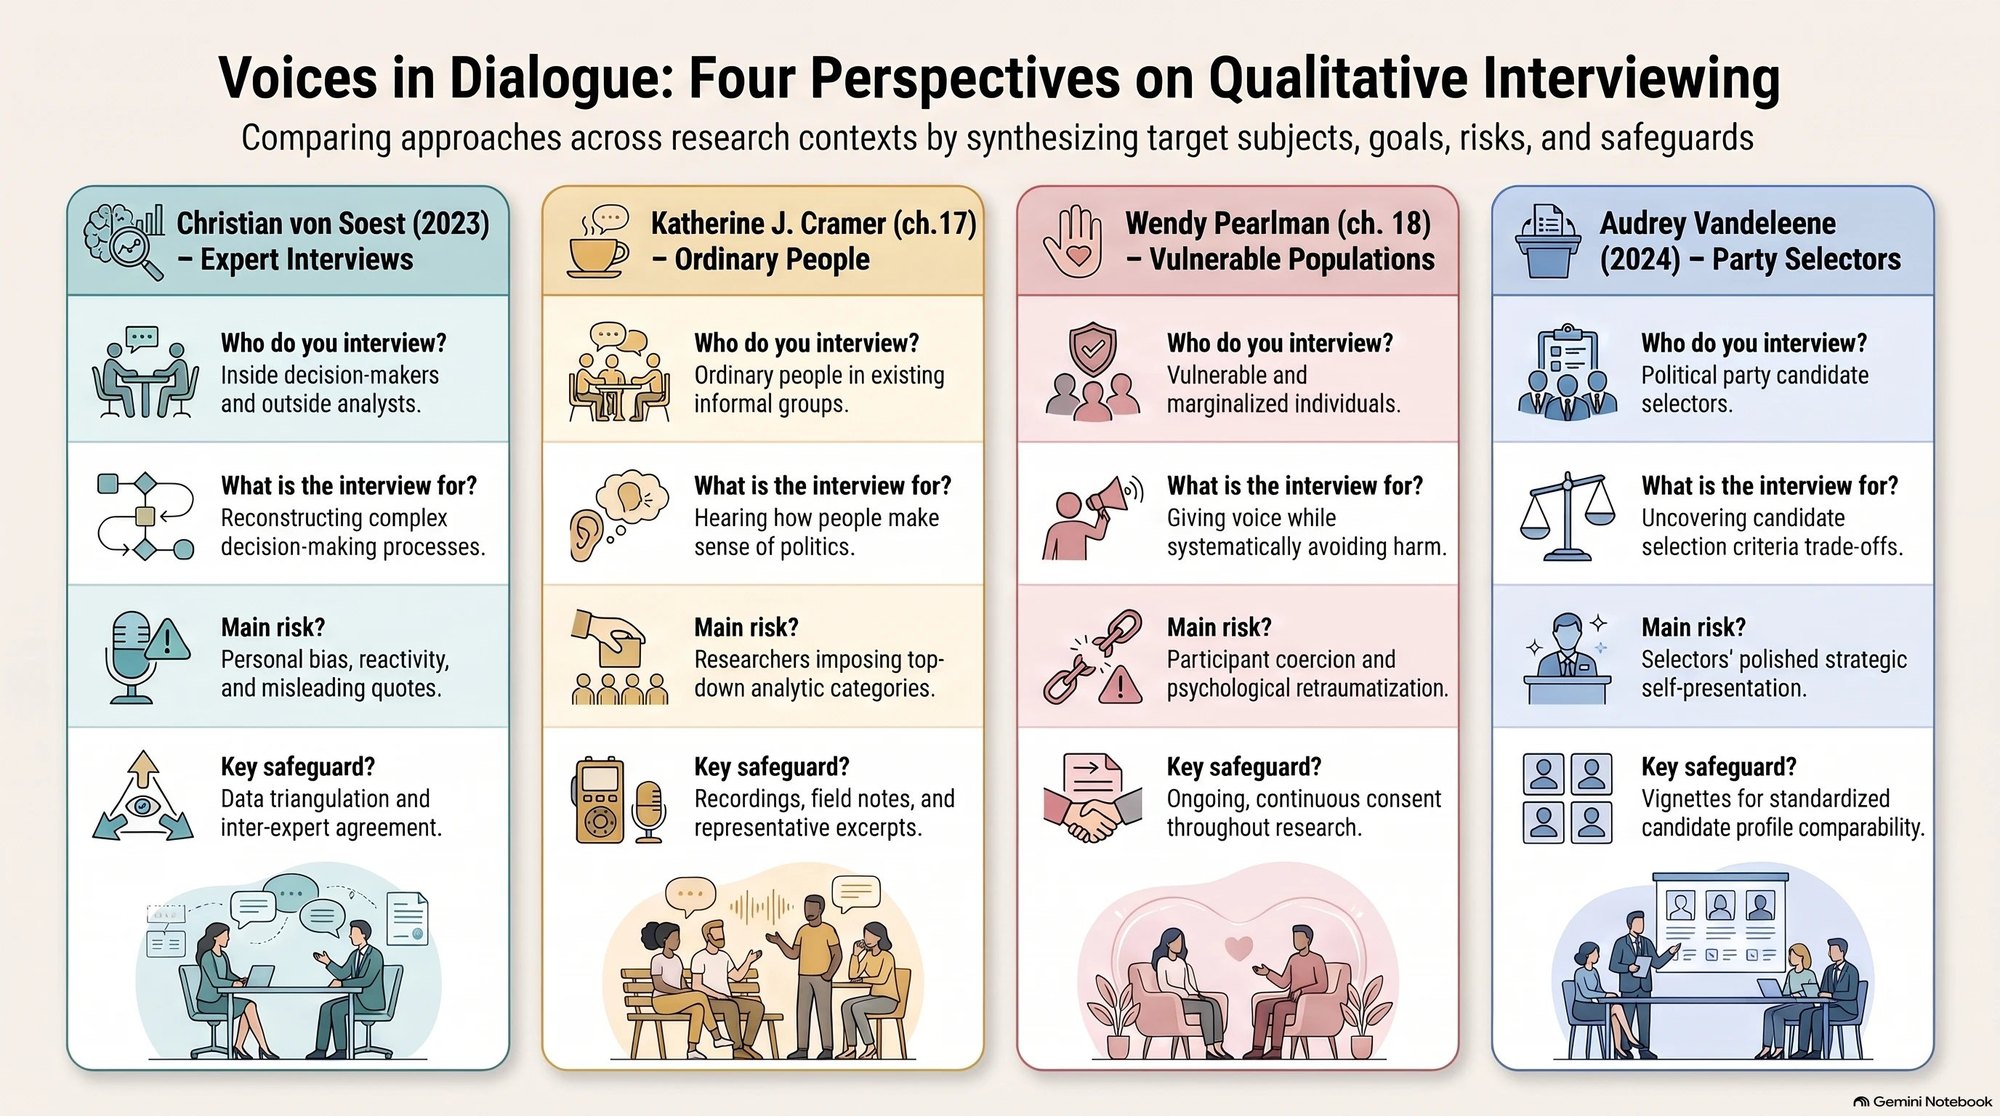 Voices in Dialogue: Four Perspectives on Qualitative Interviewing
Comparing approaches across research contexts by synthesizing target subjects, goals, risks, and safeguards
Christian von Soest (2023)
– Expert Interviews
Who do you interview?
Inside decision-makers
and outside analysts.
What is the interview for?
Reconstructing complex
decision-making processes.
Main risk?
Personal bias, reactivity,
and misleading quotes.
Key safeguard?
Data triangulation and
inter-expert agreement.
Katherine J. Cramer (ch.17)
– Ordinary People
Who do you interview?
Ordinary people in existing
informal groups.
What is the interview for?
Hearing how people make
sense of politics.
Main risk?
Researchers imposing top-
down analytic categories.
Key safeguard?
Recordings, field notes, and
representative excerpts.
Wendy Pearlman (ch. 18)
– Vulnerable Populations
Who do you interview?
Vulnerable and
marginalized individuals.
What is the interview for?
Giving voice while
systematically avoiding harm.
Main risk?
Participant coercion and
psychological retraumatization.
Key safeguard?
Ongoing, continuous consent
throughout research.
Audrey Vandeleene
(2024) – Party Selectors
Who do you interview?
Political party candidate
selectors.
What is the interview for?
Uncovering candidate
selection criteria trade-offs.
Main risk?
Selectors' polished strategic
self-presentation.
Key safeguard?
Vignettes for standardized
candidate profile comparability.
Gemini Notebook